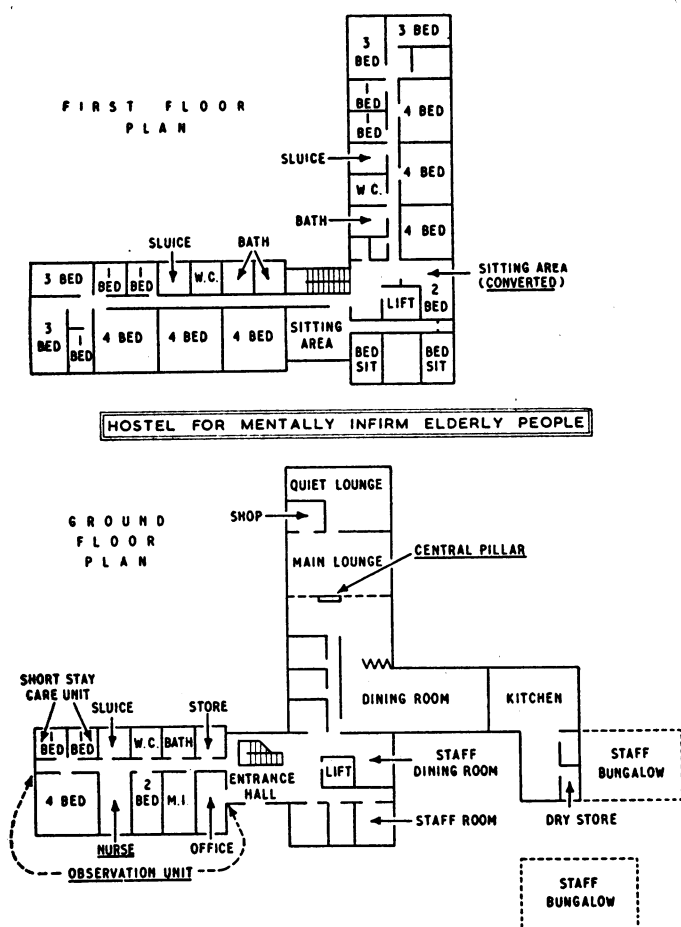 FIRST FLOOR
PLAN
3 BED
3
BED
1
BED
1
BED
4 BED
SLUICE
4 BED
W.C.
BATH
4 BED
SLUICE
BATH
SITTING AREA
(CONVERTED)
3 BED
1
BED
1
BED
W.C.
2
BED
LIFT
3
BED
1
BED
4 BED
4 BED
4 BED
SITTING
AREA
BED
SIT
BED
SIT
HOSTEL FOR MENTALLY INFIRM ELDERLY PEOPLE
GROUND
FLOOR
PLAN
QUIET LOUNGE
SHOP
MAIN LOUNGE
CENTRAL PILLAR
SHORT STAY
CARE UNIT
SLUICE
STORE
DINING ROOM
KITCHEN
1
BED
1
BED
W.C.
BATH
ENTRANCE
HALL
LIFT
STAFF
DINING ROOM
STAFF
BUNGALOW
4 BED
2
BED
M.I.
STAFF ROOM
DRY STORE
NURSE
OFFICE
OBSERVATION UNIT
STAFF
BUNGALOW